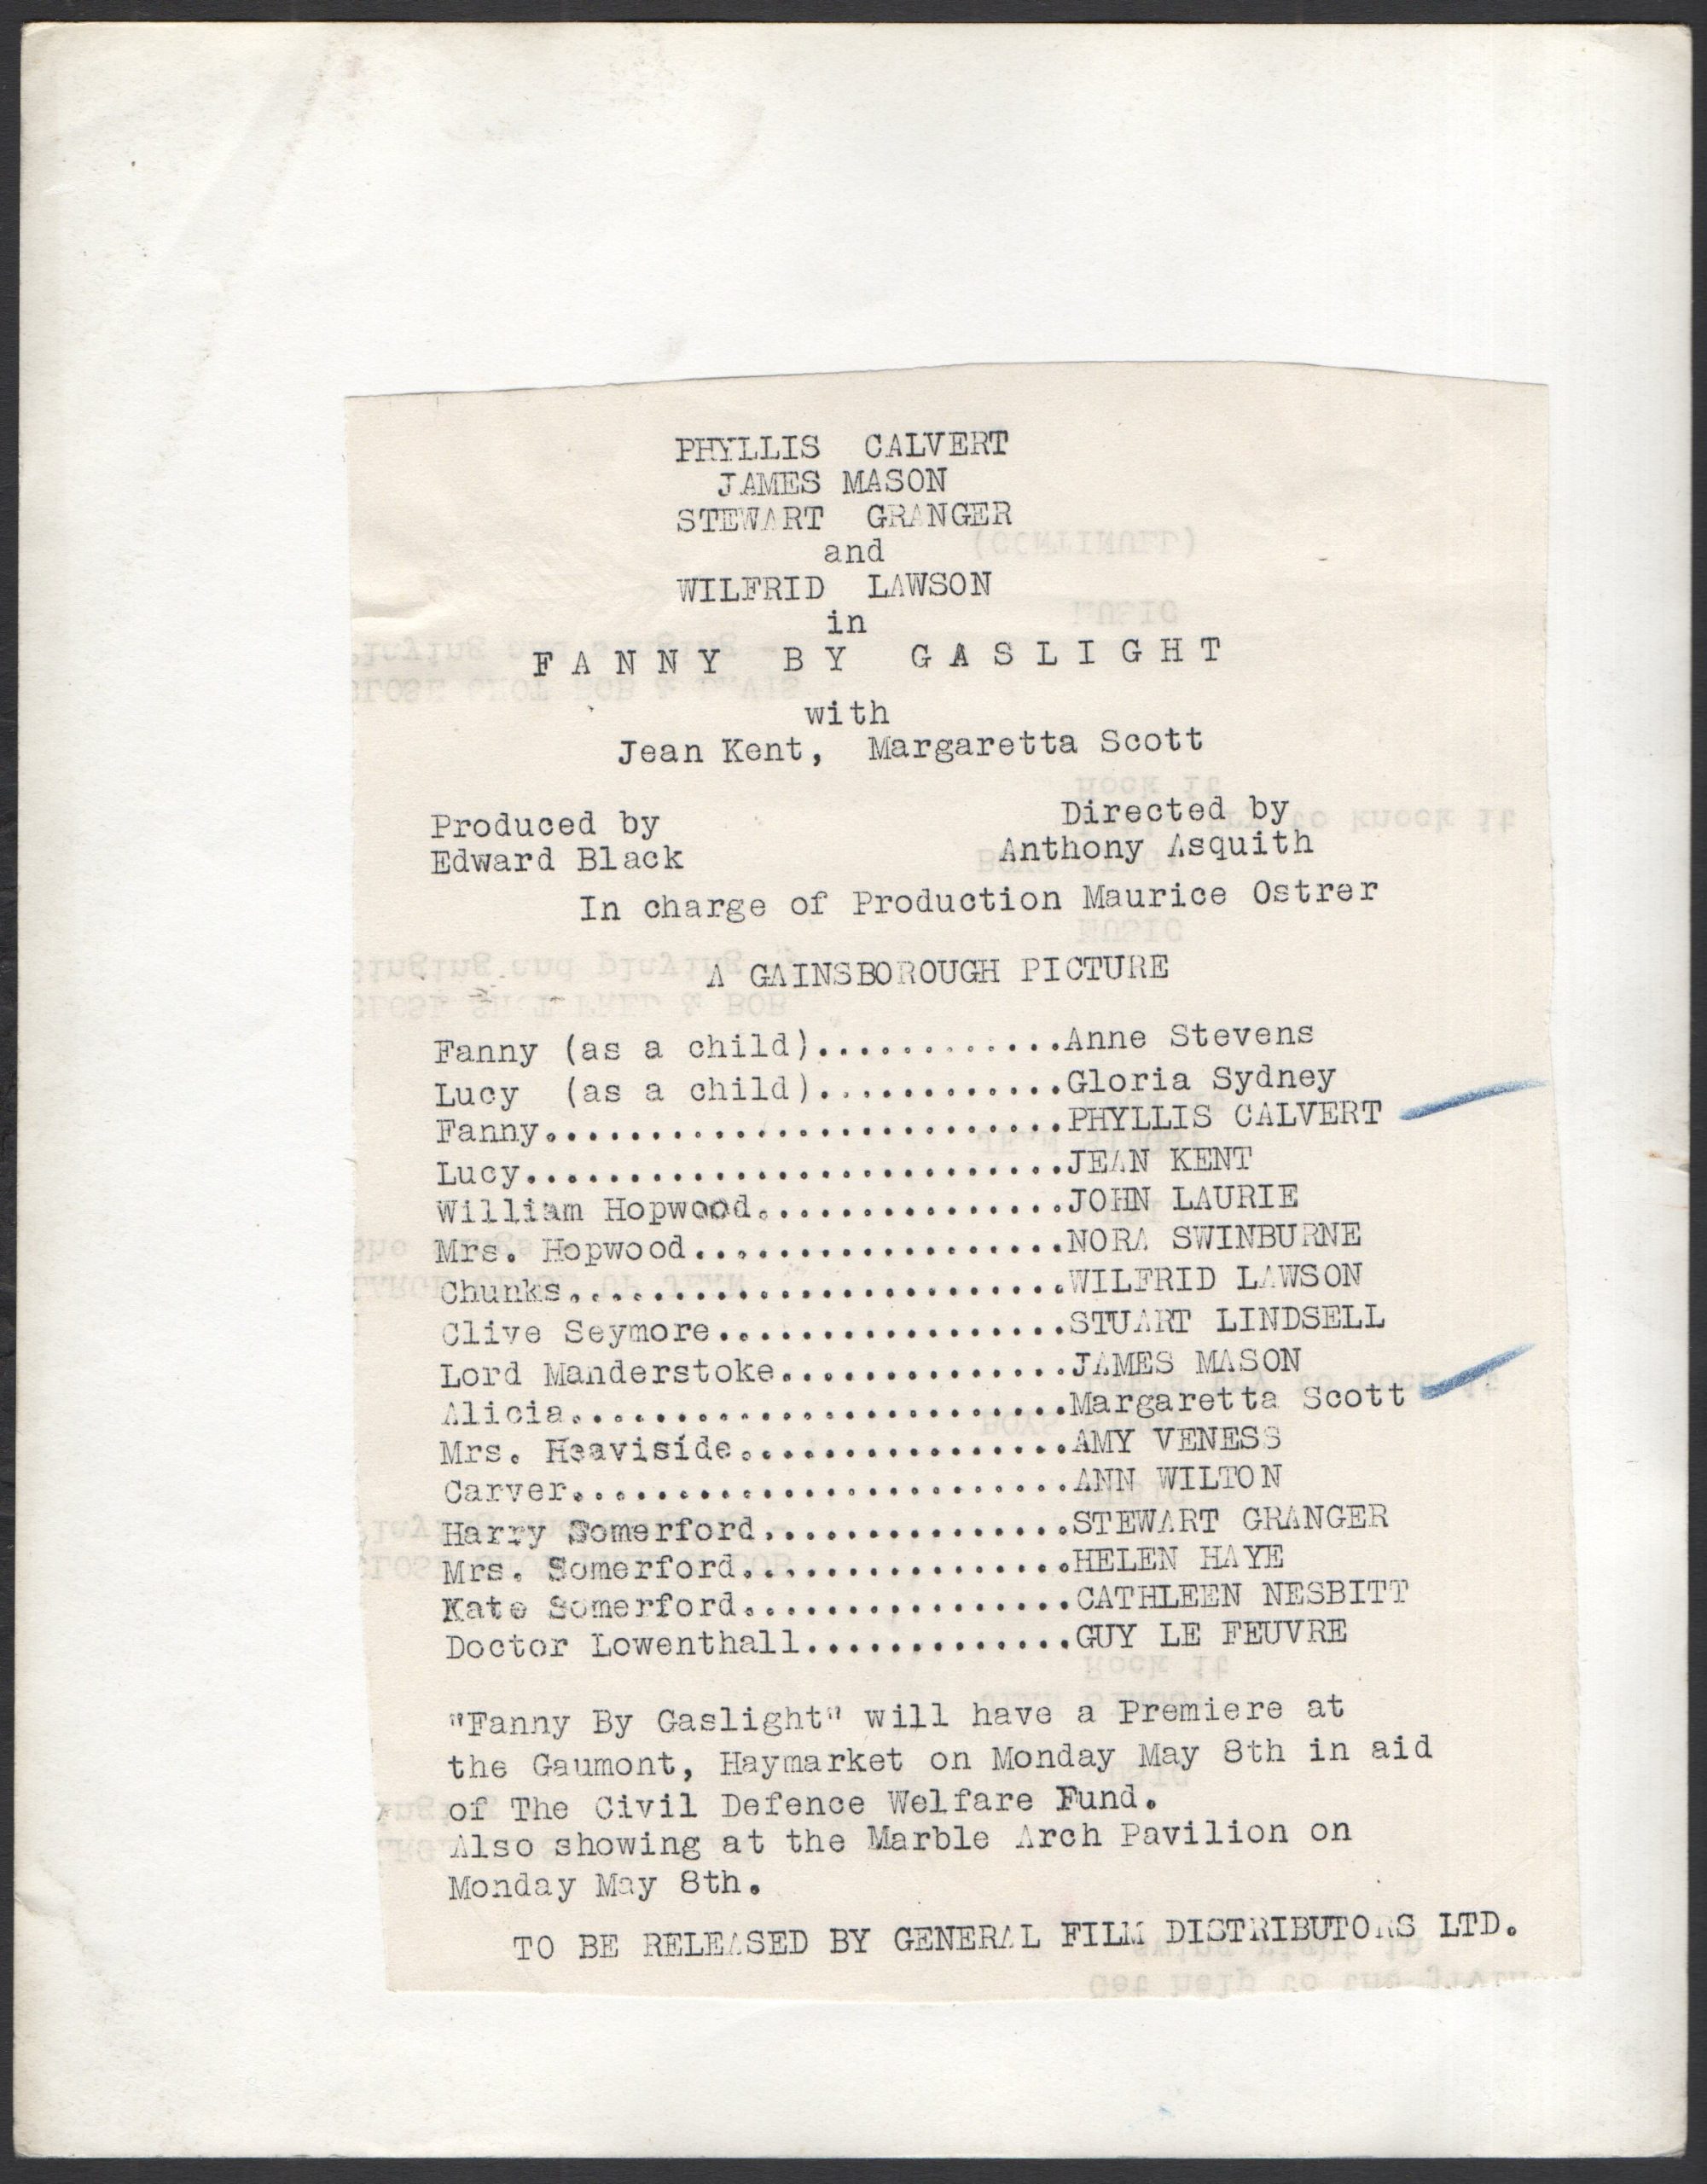 PHYLLIS CALVERT
JAMES MASON
STEWART GRANGER
and
WILFRID LAWSON
in
FANNY BY GASLIGHT
with
Jean Kent, Margaretta Scott
Produced by Directed by
Edward Black Anthony Asquith
In charge of Production Maurice Ostrer
A GAINSBOROUGH PICTURE
Fanny (as a child)............Anne Stevens
Lucy (as a child)............Gloria Sydney
Fanny.........................PHYLLIS CALVERT
Lucy..........................JEAN KENT
William Hopwood...............JOHN LAURIE
Mrs. Hopwood..................NORA SWINBURNE
Chunks........................WILFRID LAWSON
Clive Seymore.................STUART LINDSELL
Lord Manderstoke..............JAMES MASON
Alicia........................Margaretta Scott
Mrs. Heaviside................AMY VENESS
Carver........................ANN WILTON
Harry Somerford...............STEWART GRANGER
Mrs. Somerford................HELEN HAYE
Kate Somerford................CATHLEEN NESBITT
Doctor Lowenthall.............GUY LE FEUVRE
"Fanny By Gaslight" will have a Premiere at
the Gaumont, Haymarket on Monday May 8th in aid
of The Civil Defence Welfare Fund.
Also showing at the Marble Arch Pavilion on
Monday May 8th.
TO BE RELEASED BY GENERAL FILM DISTRIBUTORS LTD.